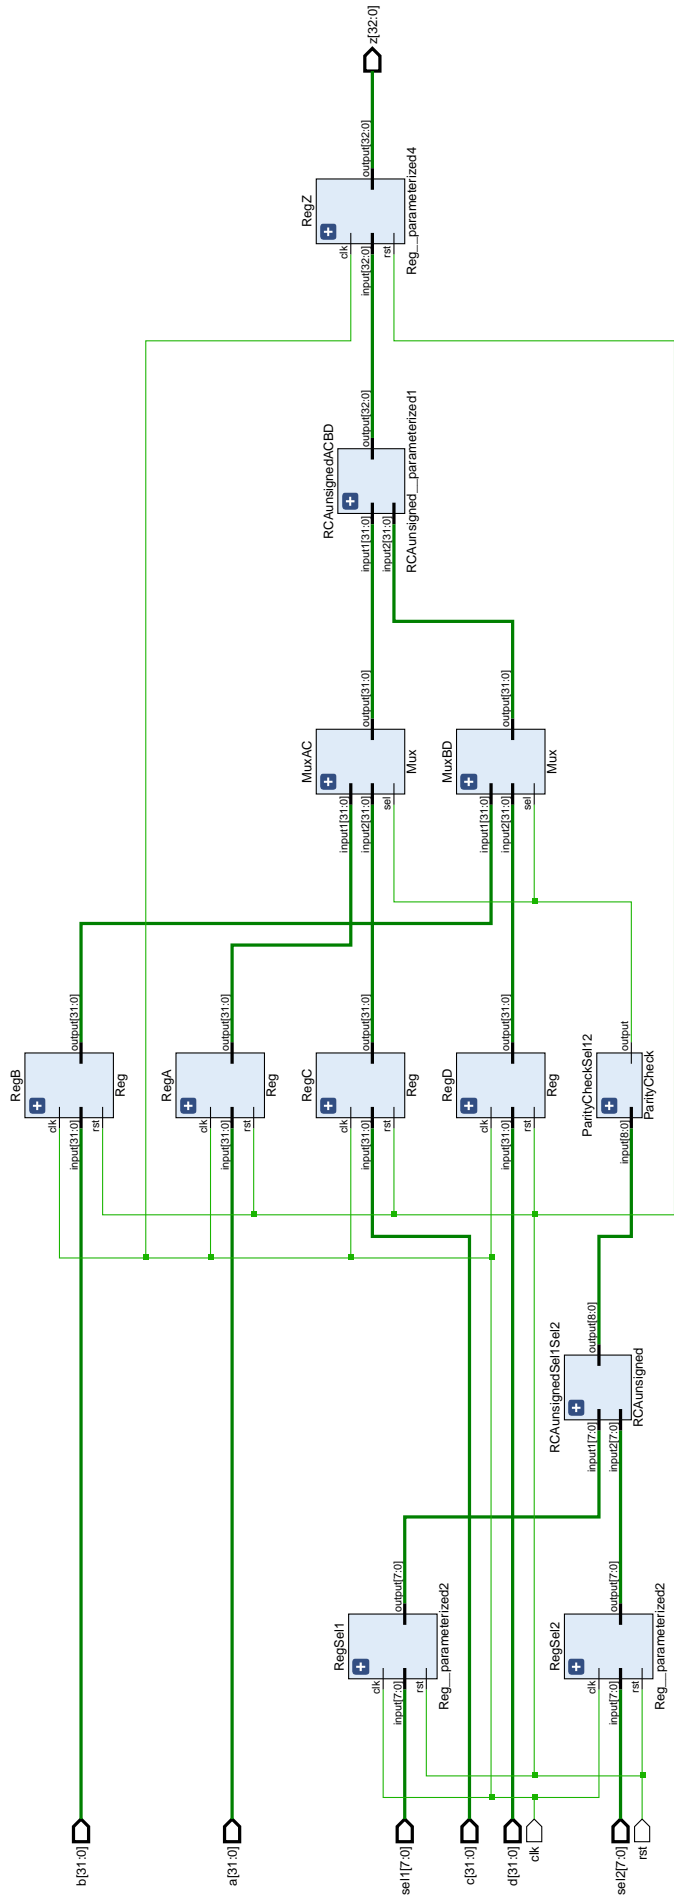 z[32:0]
RegZ
clk
input[32:0]
rst
output[32:0]
Reg__parameterized4
RCAunsignedACBD
input1[31:0]
input2[31:0]
output[32:0]
RCAunsigned__parameterized1
MuxAC
input1[31:0]
input2[31:0]
sel
output[31:0]
Mux
MuxBD
input1[31:0]
input2[31:0]
sel
output[31:0]
Mux
RegB
clk
input[31:0]
rst
output[31:0]
Reg
RegA
clk
input[31:0]
rst
output[31:0]
Reg
RegC
clk
input[31:0]
rst
output[31:0]
Reg
RegD
clk
input[31:0]
rst
output[31:0]
Reg
ParityCheckSel12
input[8:0]
output
ParityCheck
RCAunsignedSel1Sel2
input1[7:0]
input2[7:0]
output[8:0]
RCAunsigned
RegSel1
clk
input[7:0]
rst
output[7:0]
Reg__parameterized2
RegSel2
clk
input[7:0]
rst
output[7:0]
Reg__parameterized2
b[31:0]
a[31:0]
sel1[7:0]
c[31:0]
d[31:0]
clk
sel2[7:0]
rst